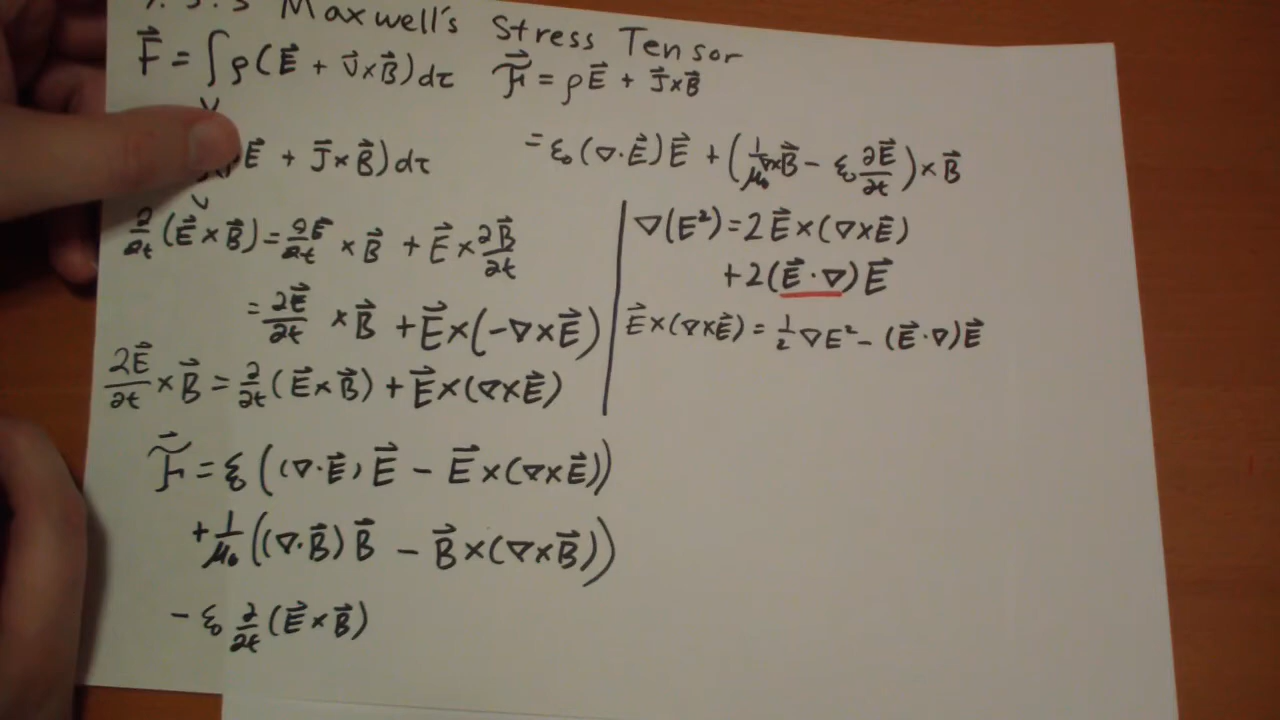 Maxwell's Stress Tensor
F⃗ = ∫ᵥ ρ(E⃗ + v⃗×B⃗)dτ
E⃗ + J⃗×B⃗)dτ
∂/∂t (E⃗×B⃗) = ∂E⃗/∂t × B⃗ + E⃗ × ∂B⃗/∂t
= ∂E⃗/∂t × B⃗ + E⃗×(-∇×E⃗)
∂E⃗/∂t × B⃗ = ∂/∂t (E⃗×B⃗) + E⃗×(∇×E⃗)
ℱ⃗ = ρE⃗ + J⃗×B⃗
= ε₀(∇·E⃗)E⃗ + (1/μ₀ ∇×B⃗ - ε₀ ∂E⃗/∂t)×B⃗
∇(E²) = 2E⃗×(∇×E⃗)
+ 2(E⃗·∇)E⃗
E⃗×(∇×E⃗) = 1/2 ∇E² - (E⃗·∇)E⃗
ℱ⃗ = ε₀((∇·E⃗)E⃗ - E⃗×(∇×E⃗))
+ 1/μ₀((∇·B⃗)B⃗ - B⃗×(∇×B⃗))
- ε₀ ∂/∂t (E⃗×B⃗)